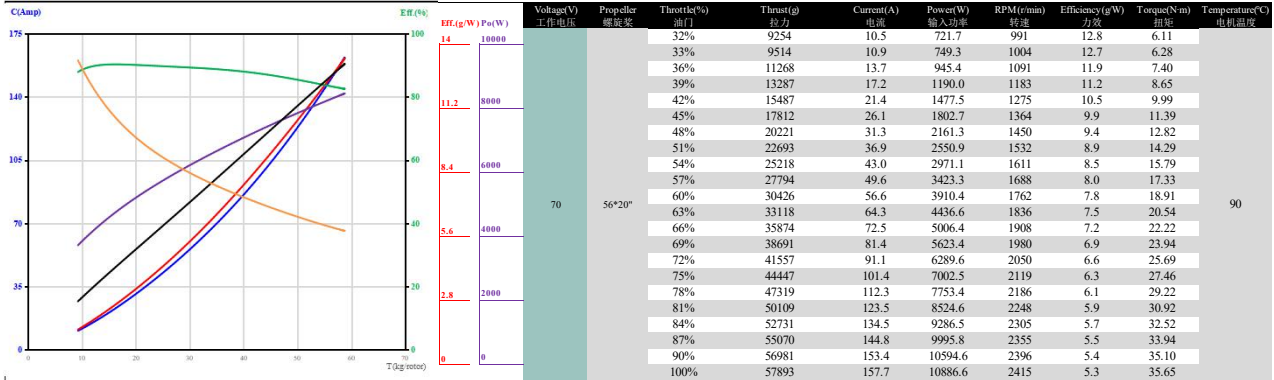 C(Amp)
Eff.(%)
Eff.(g/W) Po(W)
175
140
105
70
35
0
100
80
60
40
20
0
14
11.2
8.4
5.6
2.8
0
10000
8000
6000
4000
2000
0
0 10 20 30 40 50 60 70
T(kg/rotor)
Voltage(V) Propeller Throttle(%) Thrust(g) Current(A) Power(W) RPM(r/min) Efficiency(g/W) Torque(N·m) Temperature(℃)
工作电压 螺旋桨 油门 拉力 电流 输入功率 转速 力效 扭矩 电机温度
32% 9254 10.5 721.7 991 12.8 6.11
33% 9514 10.9 749.3 1004 12.7 6.28
36% 11268 13.7 945.4 1091 11.9 7.40
39% 13287 17.2 1190.0 1183 11.2 8.65
42% 15487 21.4 1477.5 1275 10.5 9.99
45% 17812 26.1 1802.7 1364 9.9 11.39
48% 20221 31.3 2161.3 1450 9.4 12.82
51% 22693 36.9 2550.9 1532 8.9 14.29
54% 25218 43.0 2971.1 1611 8.5 15.79
57% 27794 49.6 3423.3 1688 8.0 17.33
70 56*20" 60% 30426 56.6 3910.4 1762 7.8 18.91 90
63% 33118 64.3 4436.6 1836 7.5 20.54
66% 35874 72.5 5006.4 1908 7.2 22.22
69% 38691 81.4 5623.4 1980 6.9 23.94
72% 41557 91.1 6289.6 2050 6.6 25.69
75% 44447 101.4 7002.5 2119 6.3 27.46
78% 47319 112.3 7753.4 2186 6.1 29.22
81% 50109 123.5 8524.6 2248 5.9 30.92
84% 52731 134.5 9286.5 2305 5.7 32.52
87% 55070 144.8 9995.8 2355 5.5 33.94
90% 56981 153.4 10594.6 2396 5.4 35.10
100% 57893 157.7 10886.6 2415 5.3 35.65